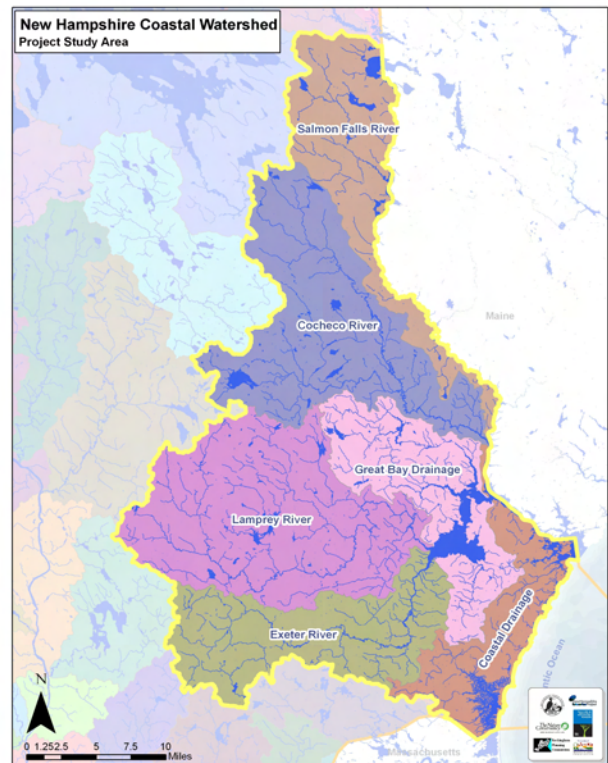 New Hampshire Coastal Watershed
Project Study Area
Salmon Falls River
Maine
Cocheco River
Great Bay Drainage
Lamprey River
Exeter River
Coastal Drainage
ntic Ocean
Massachusetts
N
0 1.252.5 5 7.5 10
Miles